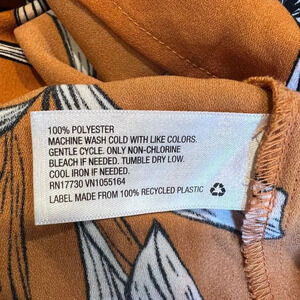 100% POLYESTER
MACHINE WASH COLD WITH LIKE COLORS.
GENTLE CYCLE. ONLY NON-CHLORINE
BLEACH IF NEEDED. TUMBLE DRY LOW.
COOL IRON IF NEEDED.
RN17730 VN1055164
LABEL MADE FROM 100% RECYCLED PLASTIC